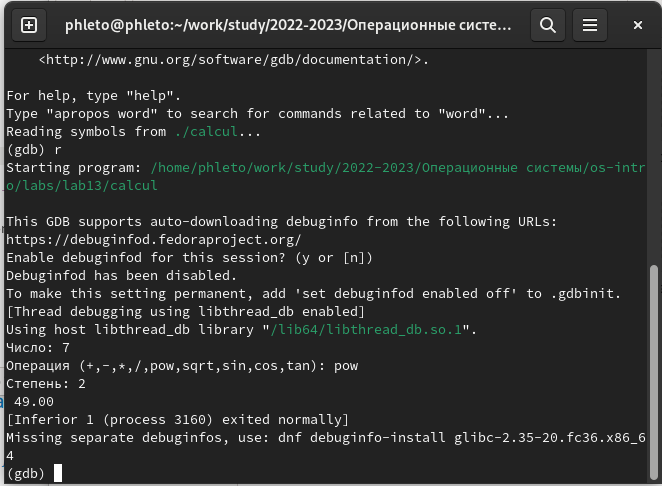 phleto@phleto:~/work/study/2022-2023/Операционные систе...
<http://www.gnu.org/software/gdb/documentation/>.
For help, type "help".
Type "apropos word" to search for commands related to "word"...
Reading symbols from ./calcul...
(gdb) r
Starting program: /home/phleto/work/study/2022-2023/Операционные системы/os-intr
o/labs/lab13/calcul
This GDB supports auto-downloading debuginfo from the following URLs:
https://debuginfod.fedoraproject.org/
Enable debuginfod for this session? (y or [n])
Debuginfod has been disabled.
To make this setting permanent, add 'set debuginfod enabled off' to .gdbinit.
[Thread debugging using libthread_db enabled]
Using host libthread_db library "/lib64/libthread_db.so.1".
Число: 7
Операция (+,-,*,/,pow,sqrt,sin,cos,tan): pow
Степень: 2
49.00
[Inferior 1 (process 3160) exited normally]
Missing separate debuginfos, use: dnf debuginfo-install glibc-2.35-20.fc36.x86_6
4
(gdb)